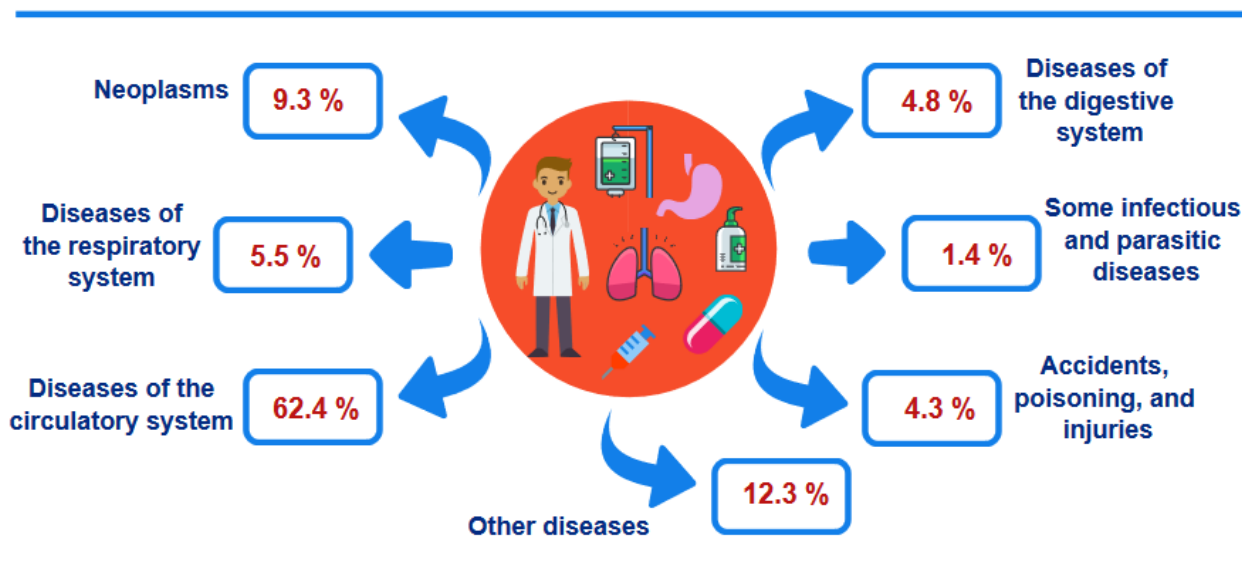 Neoplasms
9.3 %
Diseases of
the respiratory
system
5.5 %
Diseases of the
circulatory system
62.4 %
Other diseases
12.3 %
4.8 %
Diseases of
the digestive
system
1.4 %
Some infectious
and parasitic
diseases
4.3 %
Accidents,
poisoning, and
injuries